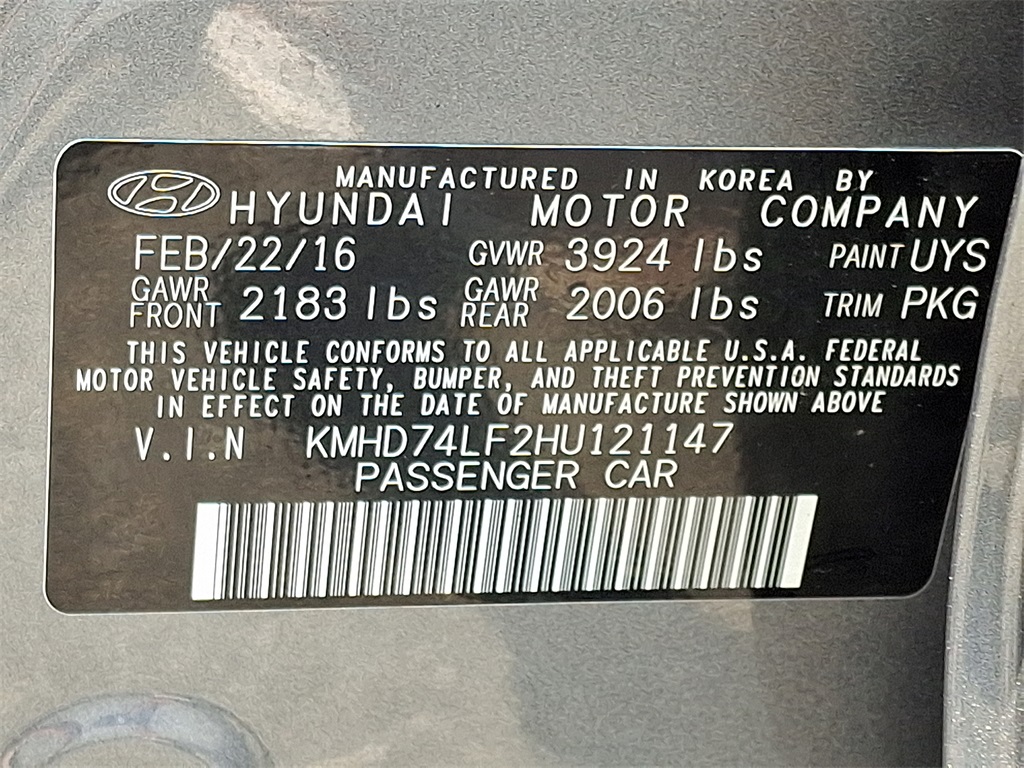 MANUFACTURED IN KOREA BY
HYUNDAI MOTOR COMPANY
FEB/22/16 GVWR 3924 lbs PAINT UYS
GAWR FRONT 2183 lbs GAWR REAR 2006 lbs TRIM PKG
THIS VEHICLE CONFORMS TO ALL APPLICABLE U.S.A. FEDERAL
MOTOR VEHICLE SAFETY, BUMPER, AND THEFT PREVENTION STANDARDS
IN EFFECT ON THE DATE OF MANUFACTURE SHOWN ABOVE
V.I.N KMHD74LF2HU121147
PASSENGER CAR